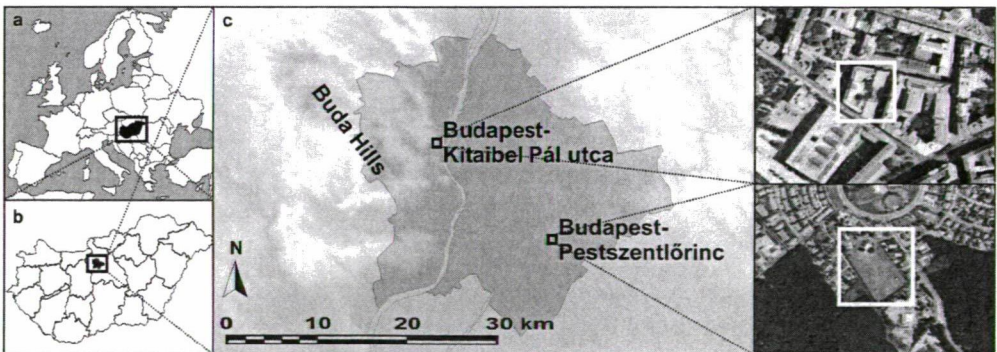 a
b
c
Buda Hills
Budapest-
Kitaibel Pál utca
Budapest-
Pestszentlőrinc
N
0 10 20 30 km